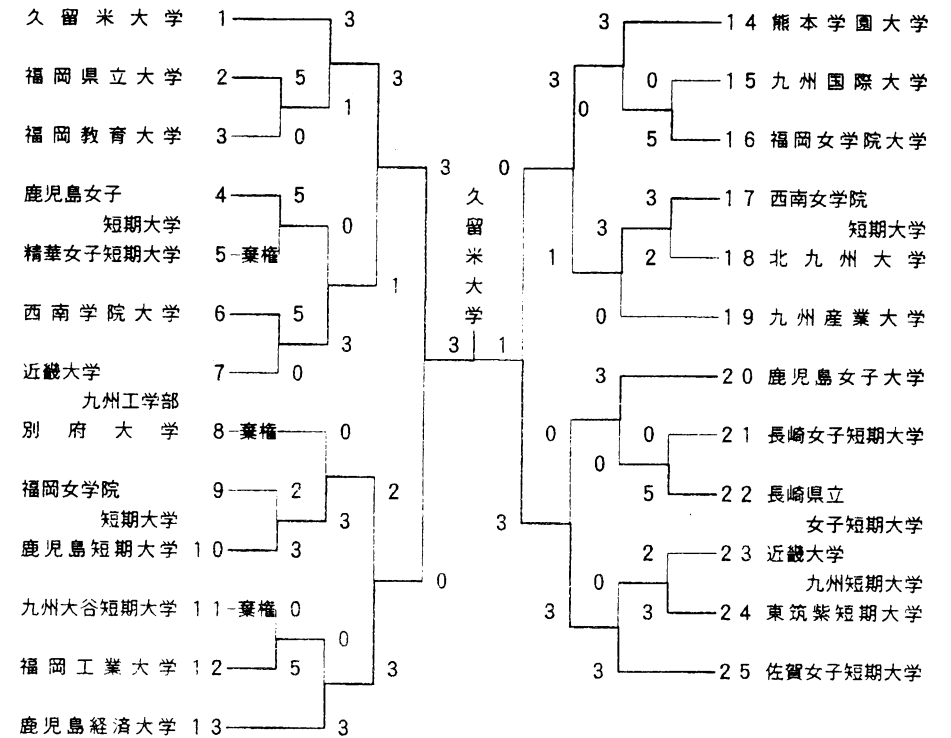 久留米大学 1 3
福岡県立大学 2 5
3
1
福岡教育大学 3 0
3
鹿児島女子 4 5
短期大学
0
精華女子短期大学 5 棄権
1
西南学院大学 6 5
3
近畿大学 7 0
九州工学部
別府大学 8 棄権 0
福岡女学院 9 2
2
短期大学
3
鹿児島短期大学 10 3
0
九州大谷短期大学 11 棄権 0
0
福岡工業大学 12 5
3
鹿児島経済大学 13 3
久留米大学
3 1
3 14 熊本学園大学
3
0 15 九州国際大学
0
5 16 福岡女学院大学
0
3 17 西南女学院
短期大学
3
1
2 18 北九州大学
0 19 九州産業大学
3 20 鹿児島女子大学
0
0 21 長崎女子短期大学
0
5 22 長崎県立
女子短期大学
3
2 23 近畿大学
九州短期大学
0
3
3 24 東筑紫短期大学
3 25 佐賀女子短期大学